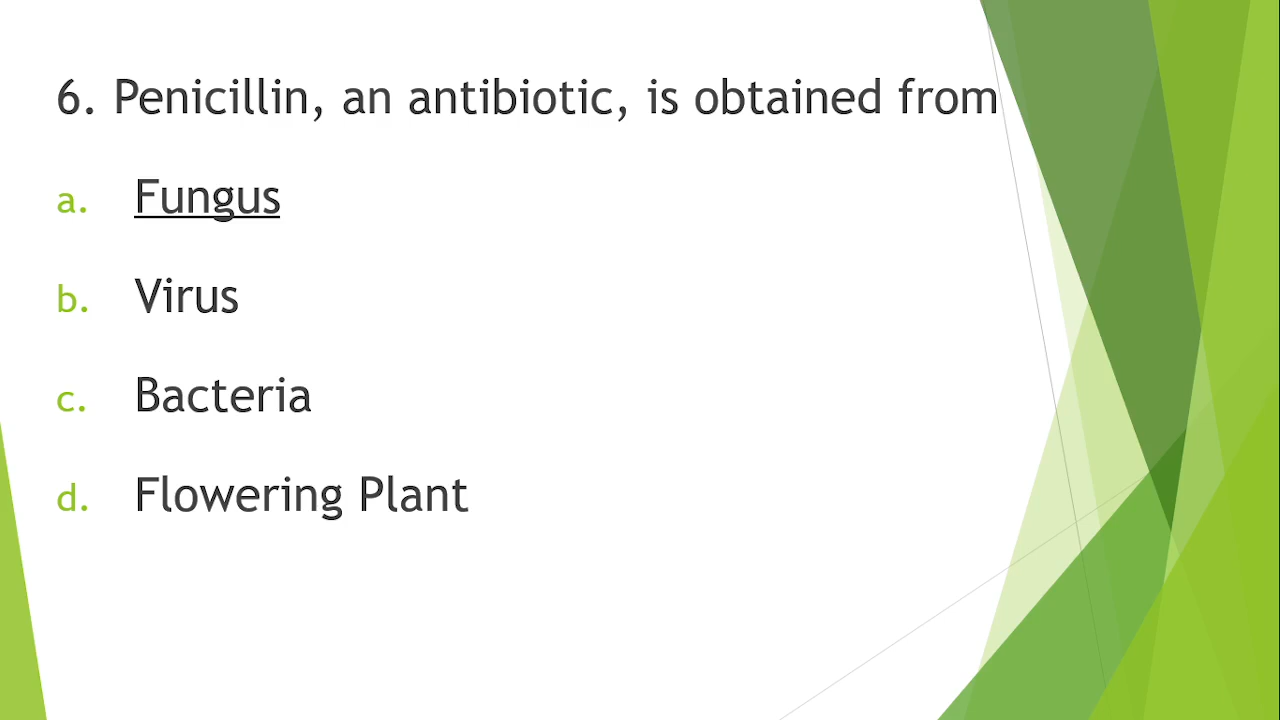 6. Penicillin, an antibiotic, is obtained from
a. Fungus
b. Virus
c. Bacteria
d. Flowering Plant